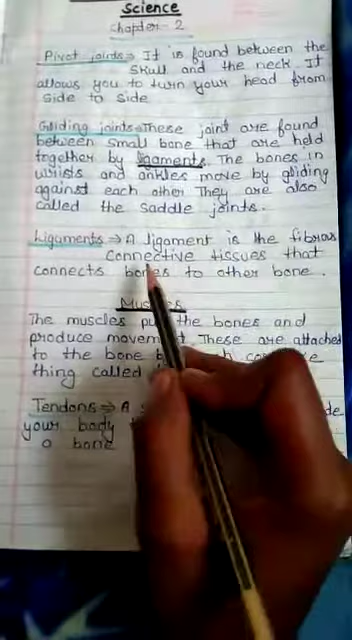 Science
Chapter - 2
Pivot joints ⇒ It is found between the
skull and the neck It
allows you to turn your head from
side to side
Gliding joints ⇒ These joint are found
between small bone that are held
together by ligaments. The bones in
wrists and ankles move by gliding
against each other They are also
called the saddle joints.
Ligaments ⇒ A ligament is the fibrous
connective tissues that
connects bones to other bone.
The muscles the bones and
produce These are attached
to the bone
thing called
Tendons ⇒ A
your body
bone